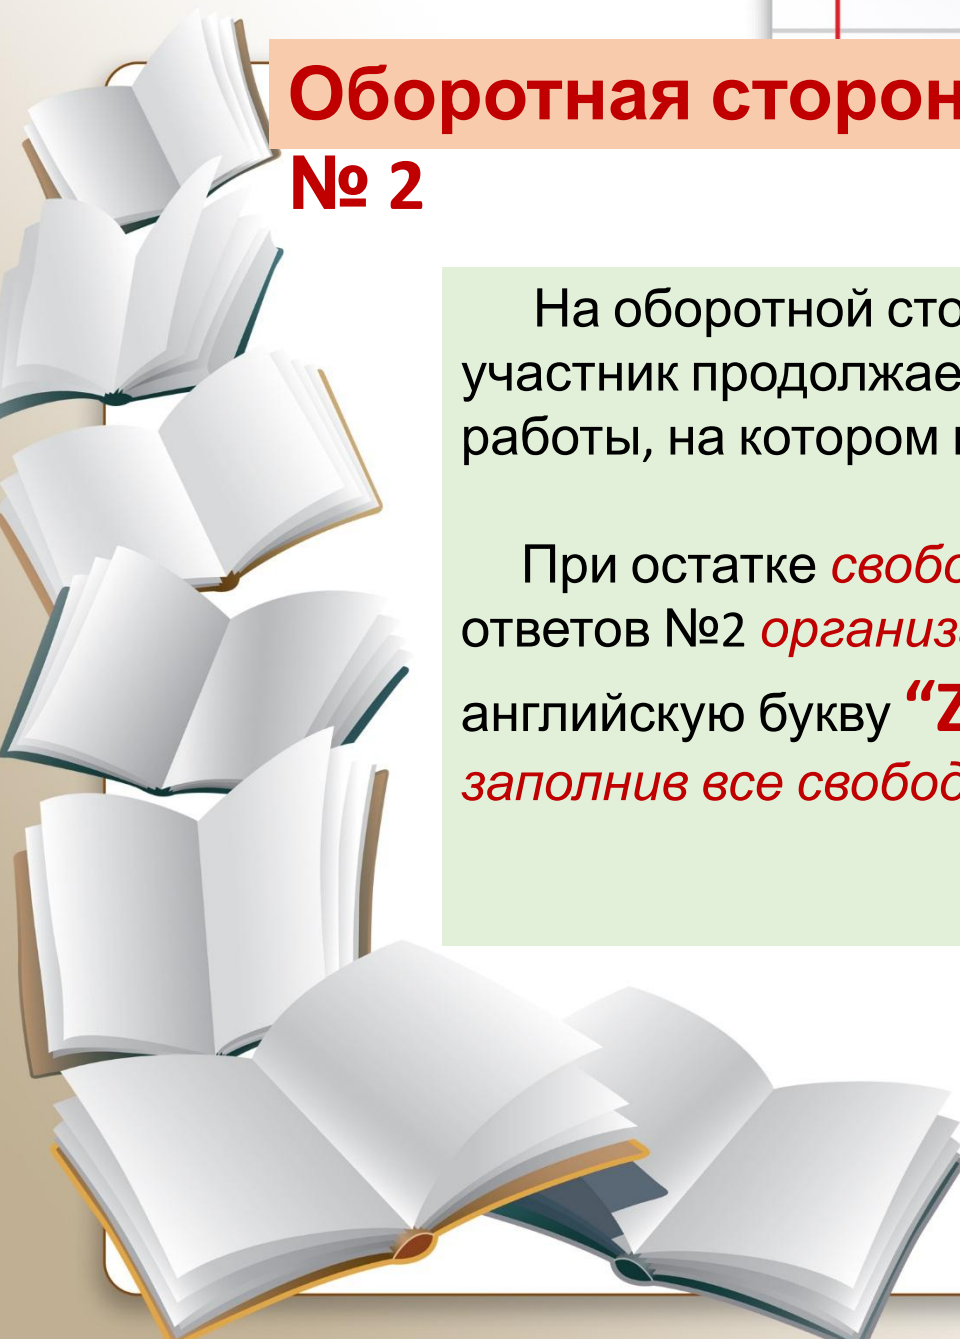 Оборотная сторон
№ 2
На оборотной сто
участник продолжае
работы, на котором
При остатке свобо
ответов №2 организ
английскую букву “Z
заполнив все свобод